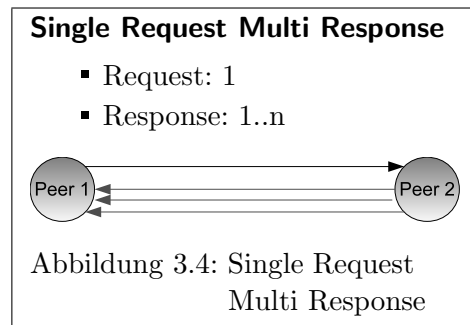 Single Request Multi Response
▪ Request: 1
▪ Response: 1..n
Peer 1 Peer 2
Abbildung 3.4: Single Request
Multi Response